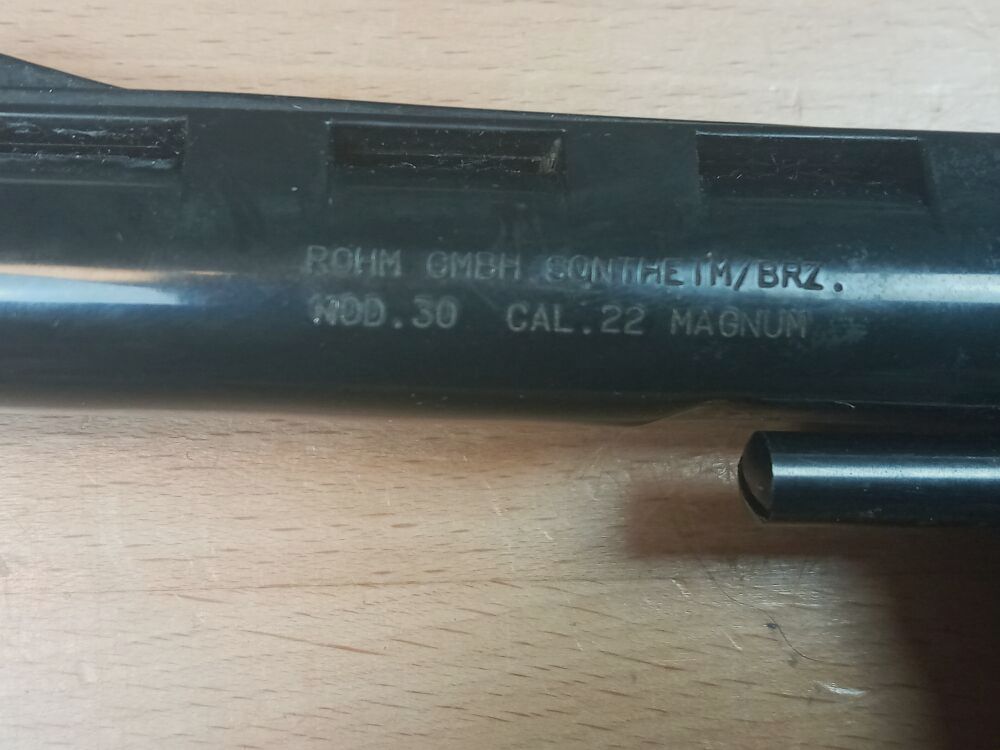 ROHM GMBH SONTHEIM/BRZ.
MOD.30 CAL.22 MAGNUM